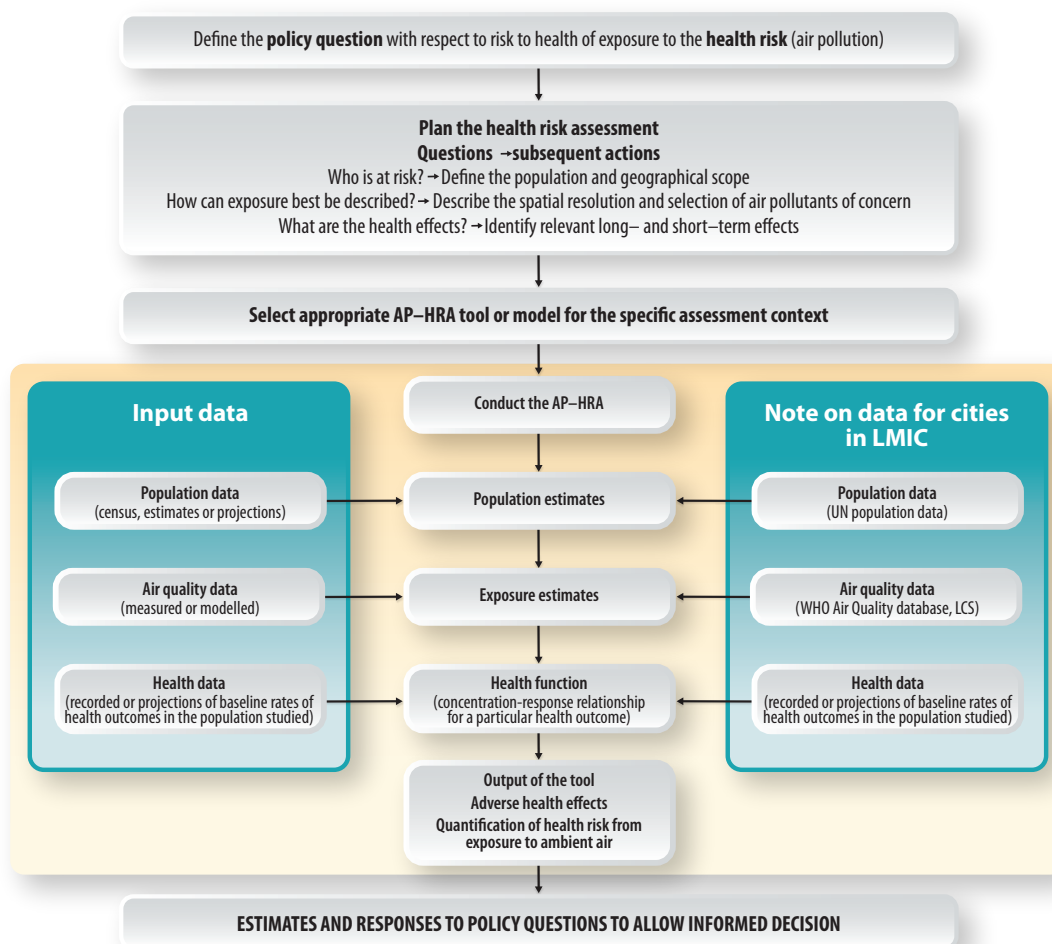 Define the policy question with respect to risk to health of exposure to the health risk (air pollution)
Plan the health risk assessment
Questions → subsequent actions
Who is at risk? → Define the population and geographical scope
How can exposure best be described? → Describe the spatial resolution and selection of air pollutants of concern
What are the health effects? → Identify relevant long– and short–term effects
Select appropriate AP–HRA tool or model for the specific assessment context
Conduct the AP–HRA
Input data
Population data
(census, estimates or projections)
Air quality data
(measured or modelled)
Health data
(recorded or projections of baseline rates of
health outcomes in the population studied)
Population estimates
Exposure estimates
Health function
(concentration-response relationship
for a particular health outcome)
Note on data for cities
in LMIC
Population data
(UN population data)
Air quality data
(WHO Air Quality database, LCS)
Health data
(recorded or projections of baseline rates of
health outcomes in the population studied)
Output of the tool
Adverse health effects
Quantification of health risk from
exposure to ambient air
ESTIMATES AND RESPONSES TO POLICY QUESTIONS TO ALLOW INFORMED DECISION